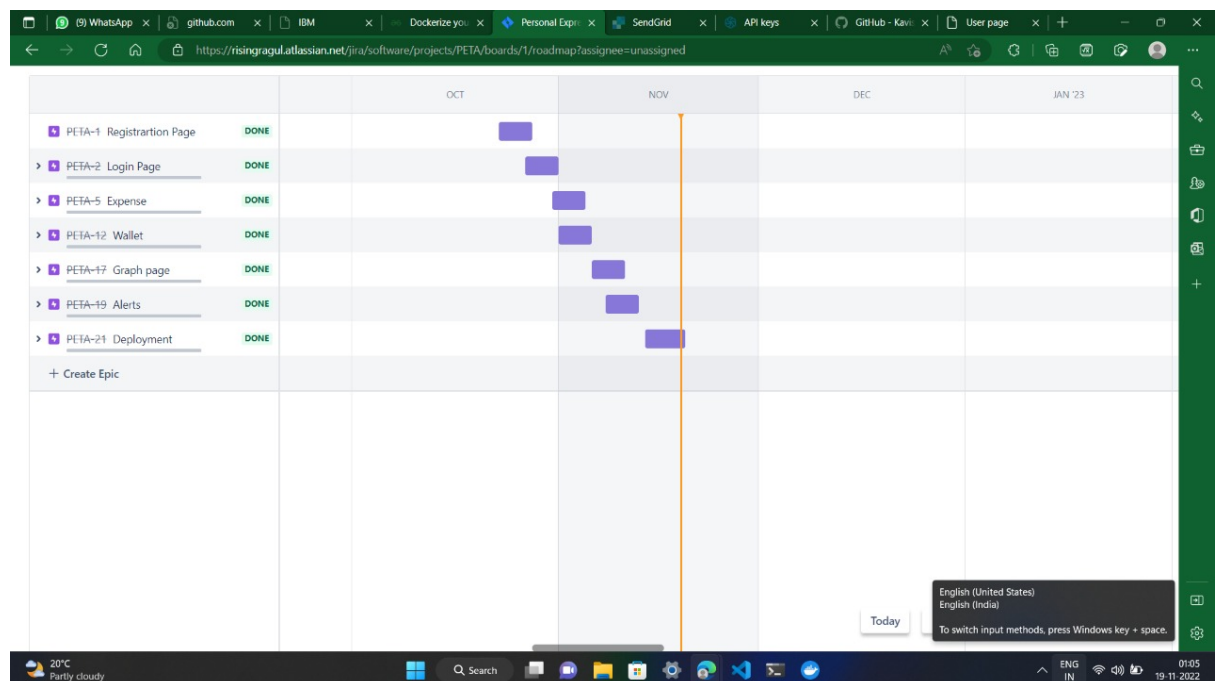 (9) WhatsApp
github.com
IBM
Dockerize you
Personal Expre
SendGrid
API keys
GitHub - Kavi
User page
https://risingragul.atlassian.net/jira/software/projects/PETA/boards/1/roadmap?assignee=unassigned
OCT NOV DEC JAN '23
PETA-1 Registrartion Page DONE
PETA-2 Login Page DONE
PETA-5 Expense DONE
PETA-12 Wallet DONE
PETA-17 Graph page DONE
PETA-19 Alerts DONE
PETA-21 Deployment DONE
+ Create Epic
English (United States)
English (India)
To switch input methods, press Windows key + space.
Today
20°C
Partly cloudy
Search
ENG
IN
01:05
19-11-2022